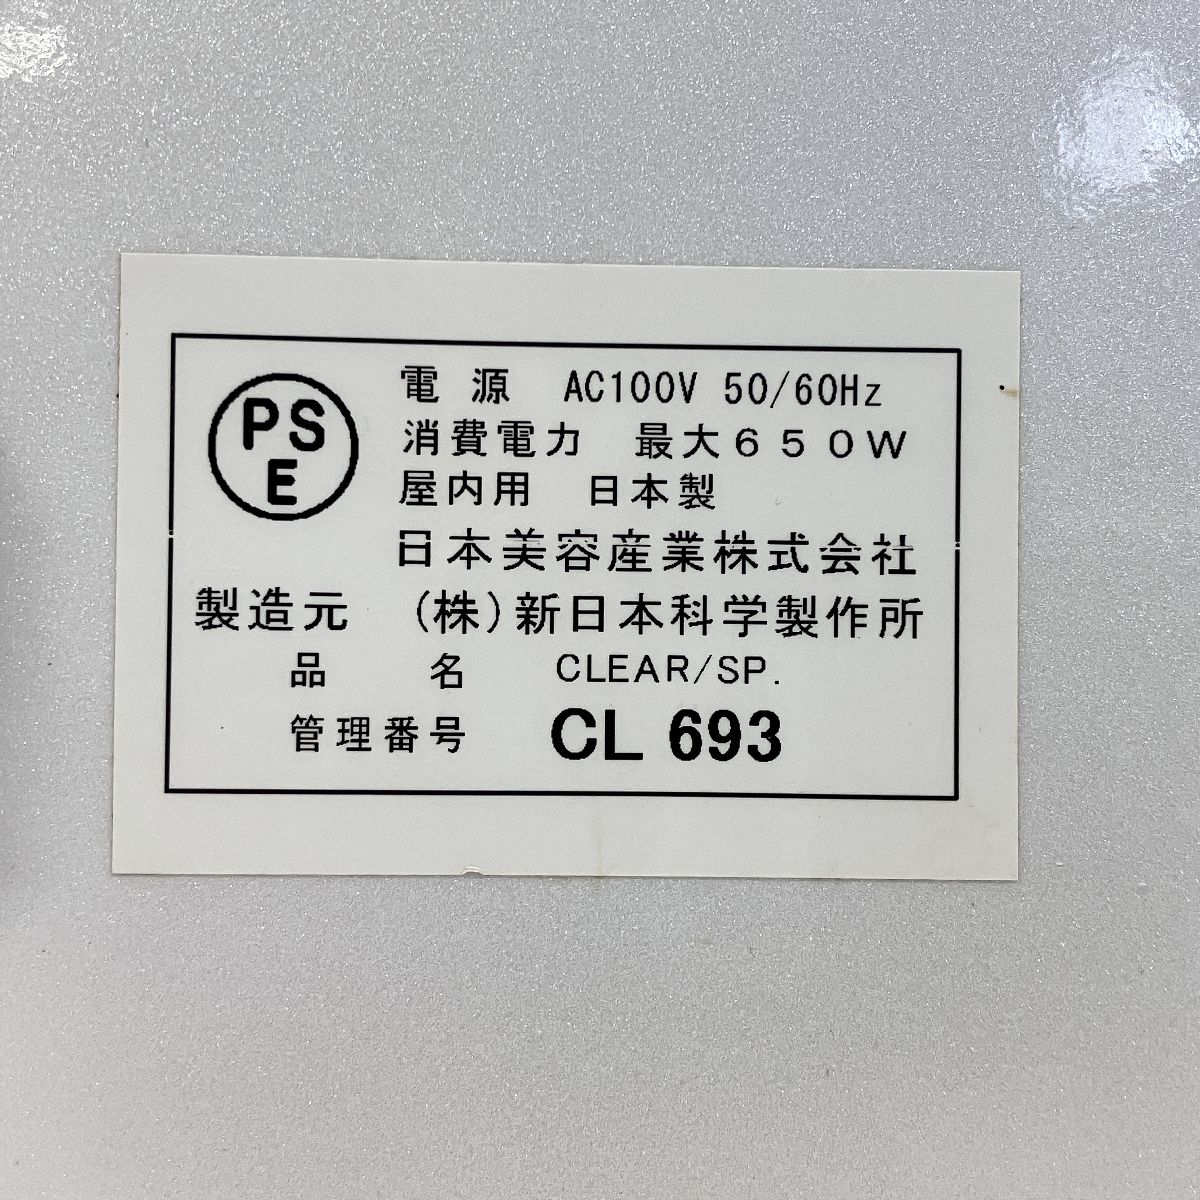 PS
E
電源 AC100V 50/60Hz
消費電力 最大650W
屋内用 日本製
日本美容産業株式会社
製造元 (株)新日本科学製作所
品名 CLEAR/SP.
管理番号 CL 693